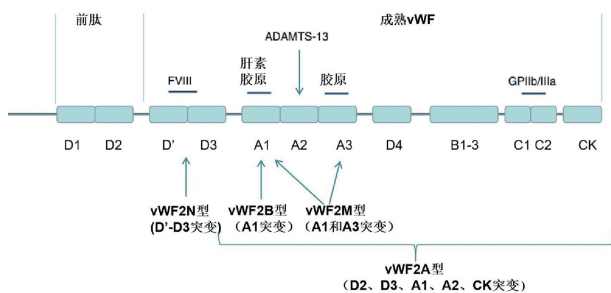 前肽
成熟vWF
ADAMTS-13
FVIII
肝素
胶原
胶原
GPIIb/IIIa
D1 D2 D' D3 A1 A2 A3 D4 B1-3 C1 C2 CK
vWF2N型
(D'-D3突变)
vWF2B型
(A1突变)
vWF2M型
(A1和A3突变)
vWF2A型
(D2、D3、A1、A2、CK突变)